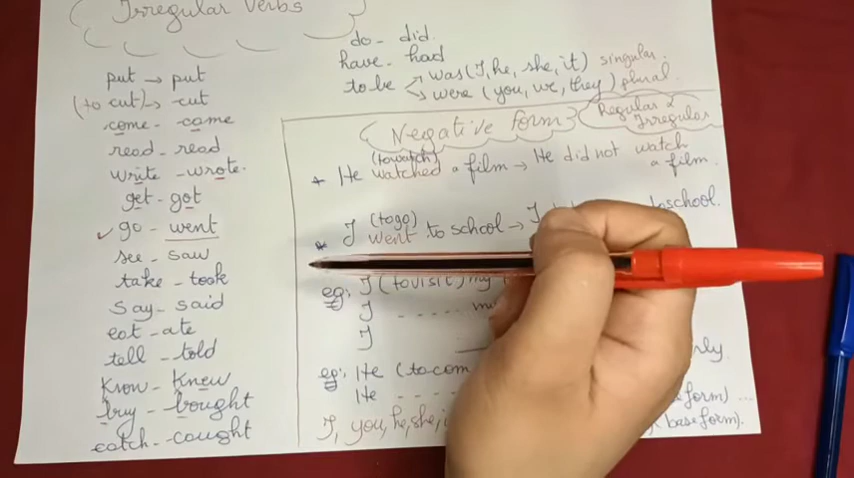 Irregular Verbs
put → put
(to cut) → cut
come - came
read - read
write - wrote.
get - got
✓ go - went
see - saw
take - took
say - said
eat - ate
tell - told
know - knew
buy - bought
catch - caught
do - did.
have - had
to be → was (I, he, she, it) singular.
→ were (you, we, they) plural.
Negative form
Regular & Irregular
(to watch)
* He watched a film → He did not watch a film.
(to go)
* I went to school → I school.
eg: I (to visit) my
I - - - - -
I
only
eg: He (to com
He - - - -
form) ...
I, you, he, she, base form).